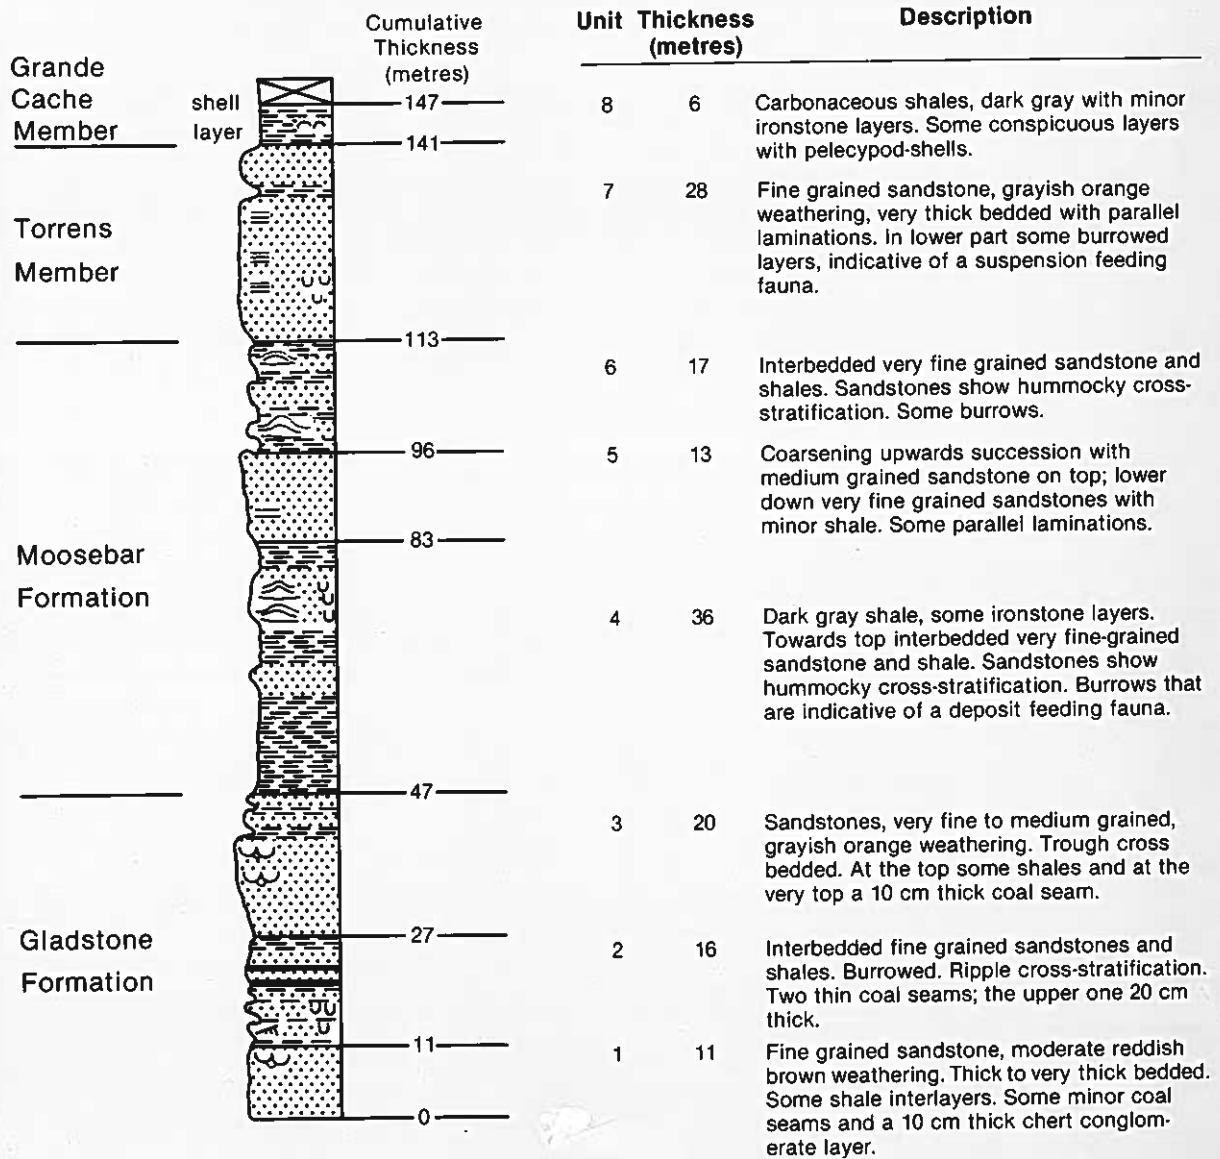 Cumulative
Thickness
(metres)
Unit Thickness
(metres)
Description
Grande
Cache
Member
shell
layer
147
141
8 6 Carbonaceous shales, dark gray with minor
ironstone layers. Some conspicuous layers
with pelecypod-shells.
Torrens
Member
7 28 Fine grained sandstone, grayish orange
weathering, very thick bedded with parallel
laminations. In lower part some burrowed
layers, indicative of a suspension feeding
fauna.
113
6 17 Interbedded very fine grained sandstone and
shales. Sandstones show hummocky cross-
stratification. Some burrows.
96
5 13 Coarsening upwards succession with
medium grained sandstone on top; lower
down very fine grained sandstones with
minor shale. Some parallel laminations.
83
Moosebar
Formation
4 36 Dark gray shale, some ironstone layers.
Towards top interbedded very fine-grained
sandstone and shale. Sandstones show
hummocky cross-stratification. Burrows that
are indicative of a deposit feeding fauna.
47
3 20 Sandstones, very fine to medium grained,
grayish orange weathering. Trough cross
bedded. At the top some shales and at the
very top a 10 cm thick coal seam.
27
Gladstone
Formation
2 16 Interbedded fine grained sandstones and
shales. Burrowed. Ripple cross-stratification.
Two thin coal seams; the upper one 20 cm
thick.
11
1 11 Fine grained sandstone, moderate reddish
brown weathering. Thick to very thick bedded.
Some shale interlayers. Some minor coal
seams and a 10 cm thick chert conglom-
erate layer.
0